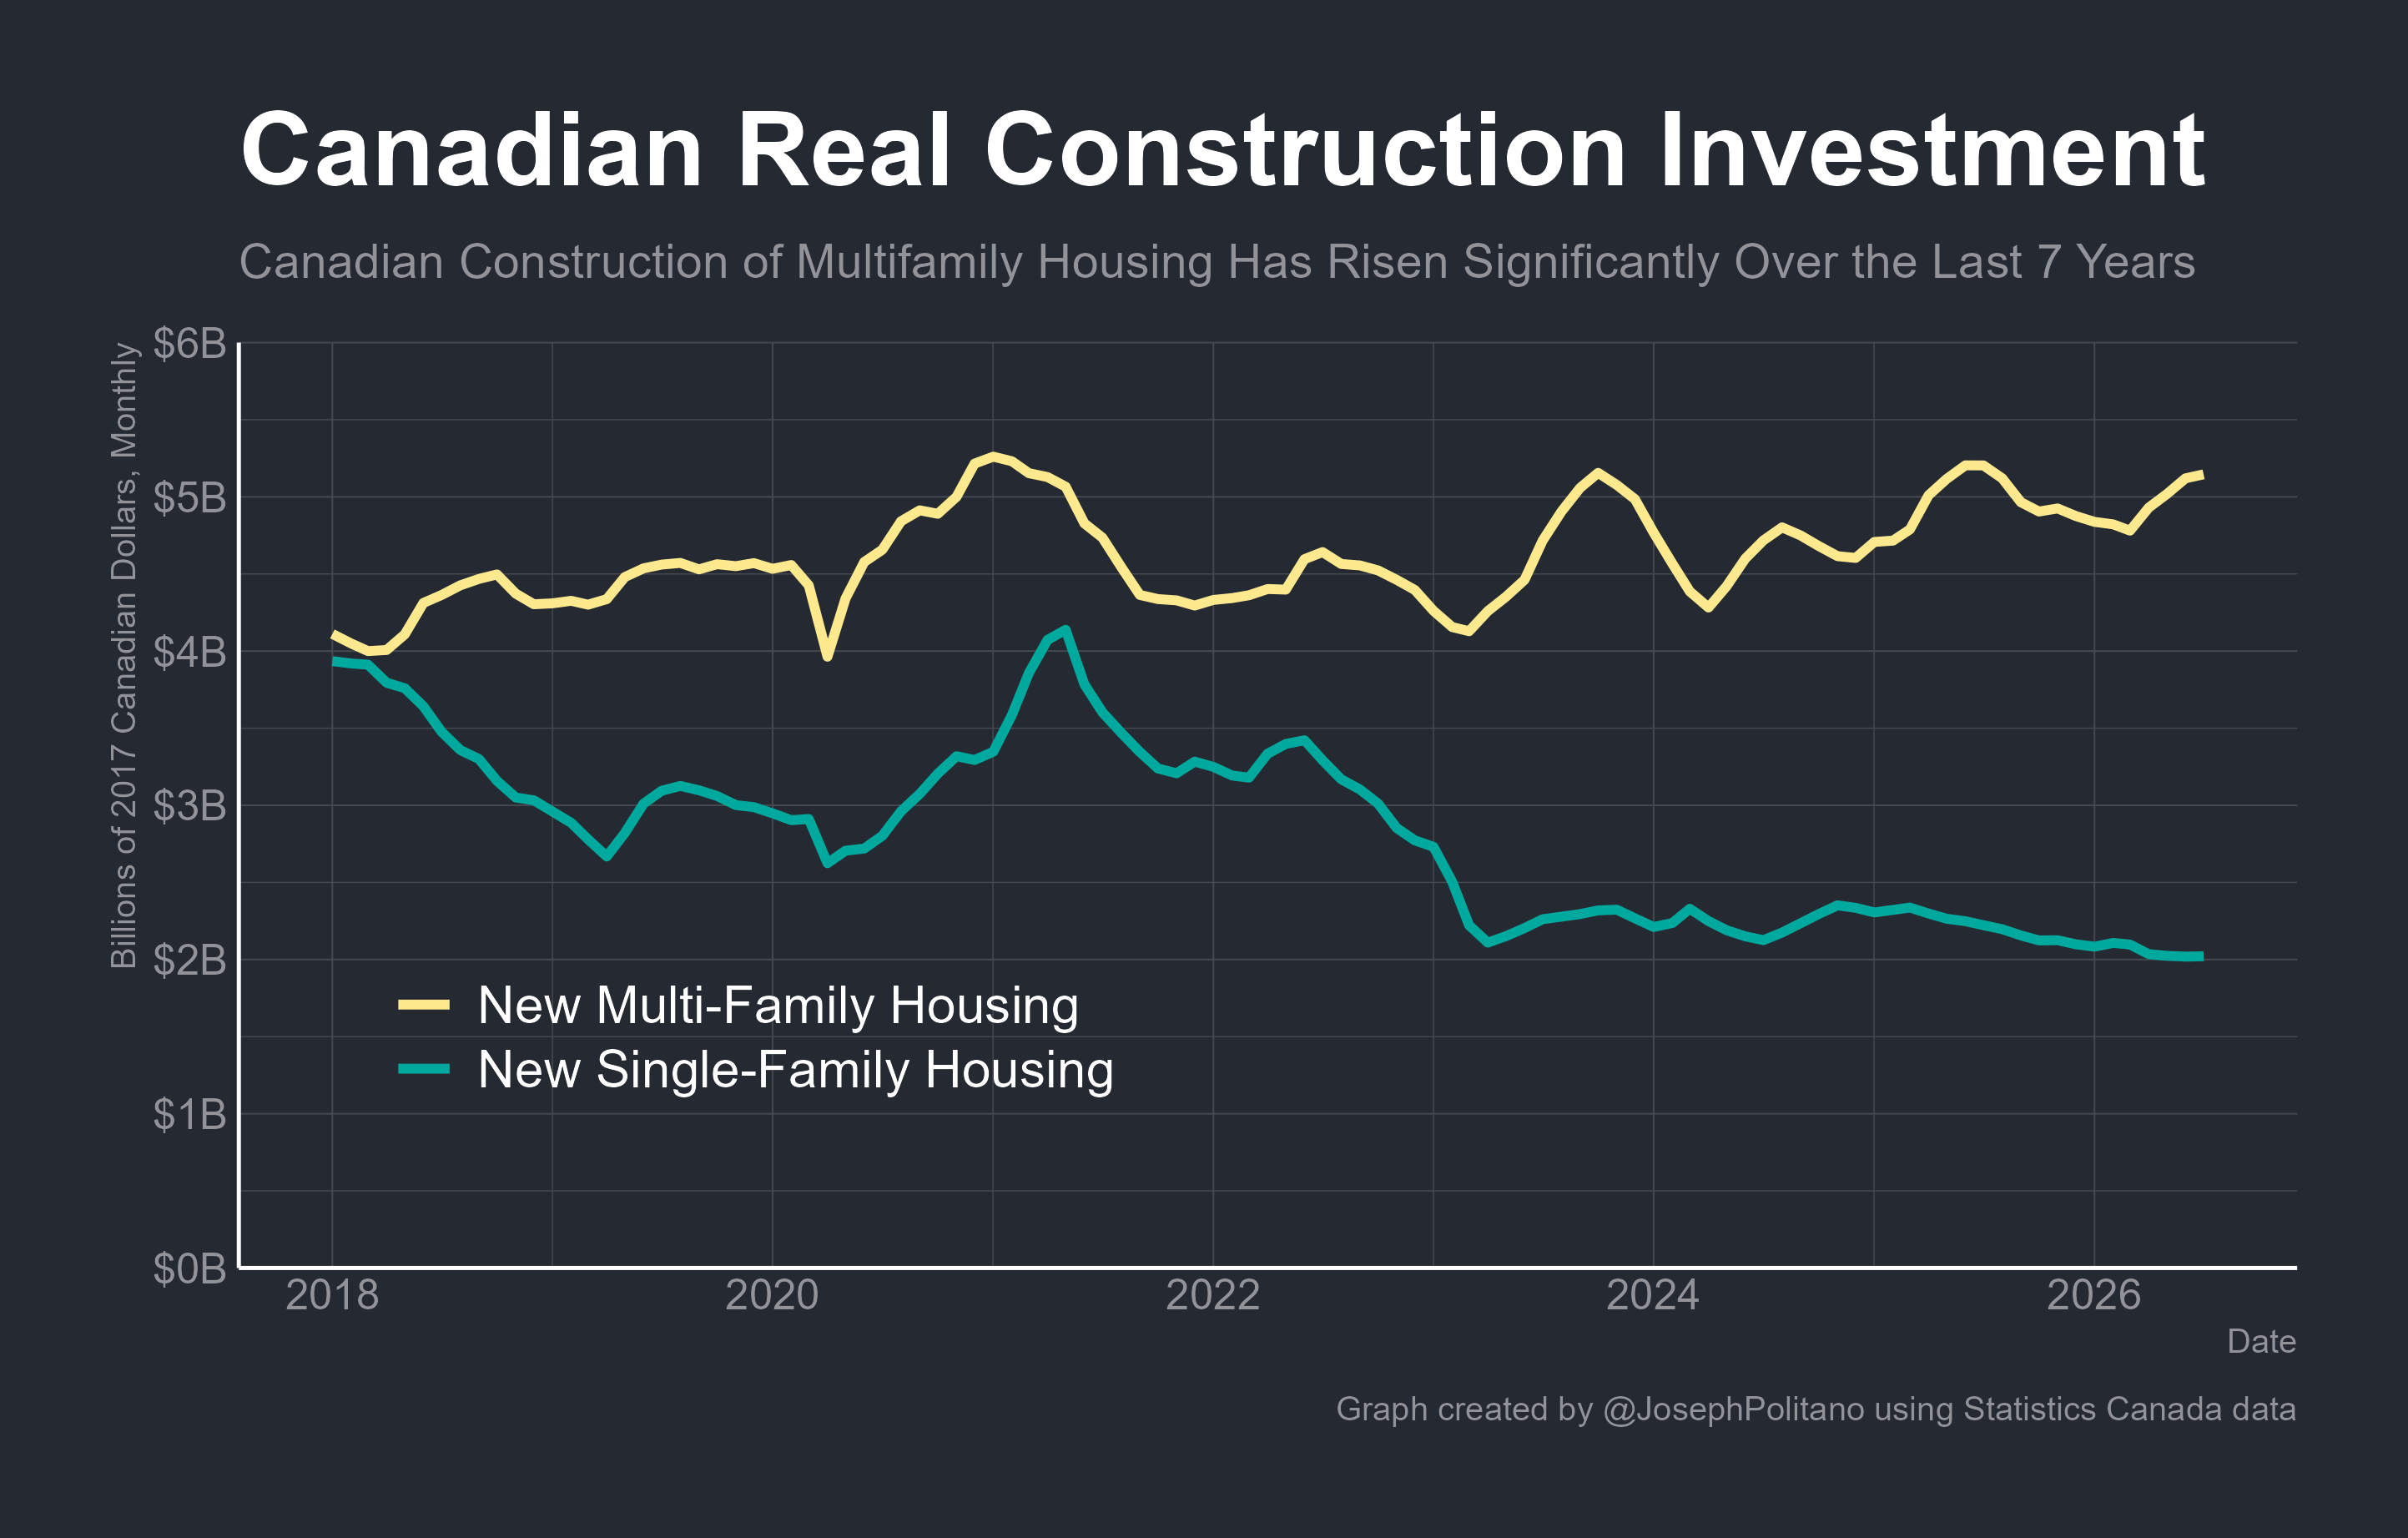 Canadian Real Construction Investment
Canadian Construction of Multifamily Housing Has Risen Significantly Over the Last 7 Years
Billions of 2017 Canadian Dollars, Monthly
$6B
$5B
$4B
$3B
$2B
$1B
$0B
New Multi-Family Housing
New Single-Family Housing
2018 2020 2022 2024 2026
Date
Graph created by @JosephPolitano using Statistics Canada data